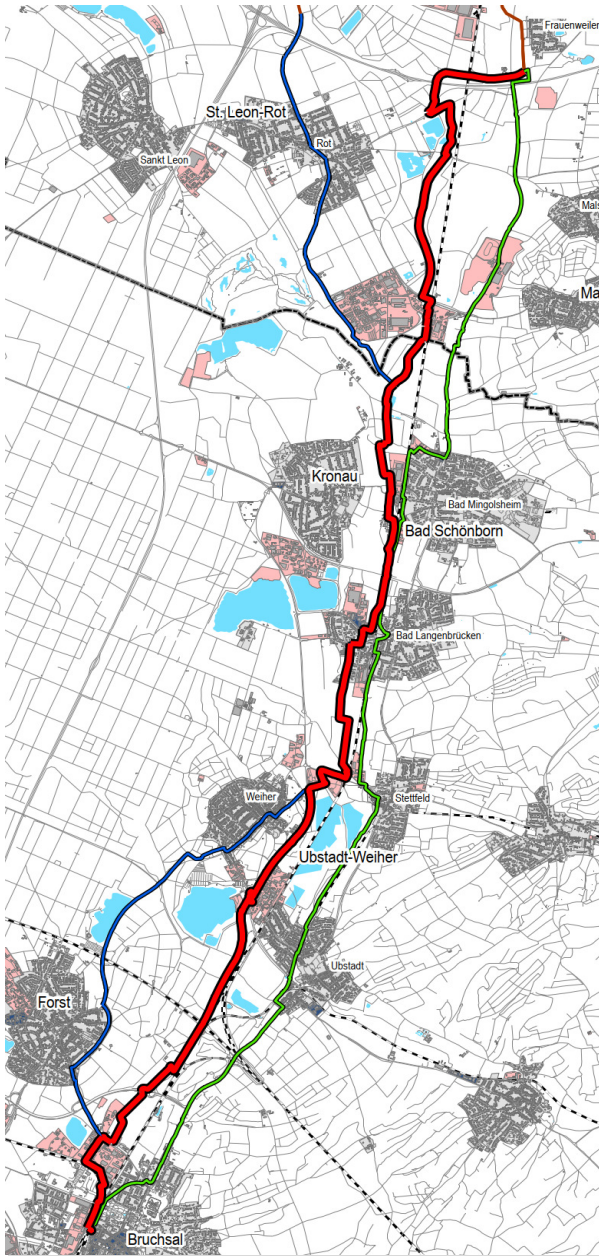 Frauenweiler
St. Leon-Rot
Rot
Sankt Leon
Mals
Ma
Kronau
Bad Mingolsheim
Bad Schönborn
Bad Langenbrücken
Weiher
Stettfeld
Ubstadt-Weiher
Ubstadt
Forst
Bruchsal